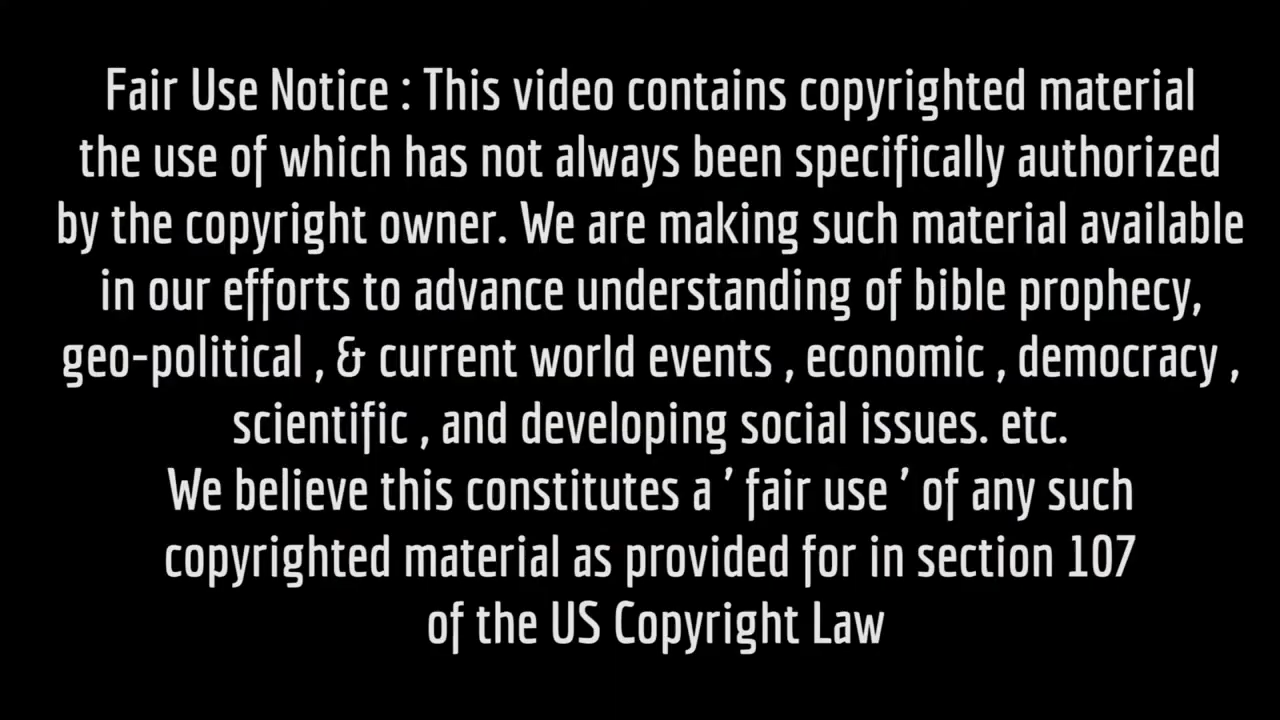 Fair Use Notice : This video contains copyrighted material
the use of which has not always been specifically authorized
by the copyright owner. We are making such material available
in our efforts to advance understanding of bible prophecy,
geo-political , & current world events , economic , democracy ,
scientific , and developing social issues. etc.
We believe this constitutes a ' fair use ' of any such
copyrighted material as provided for in section 107
of the US Copyright Law